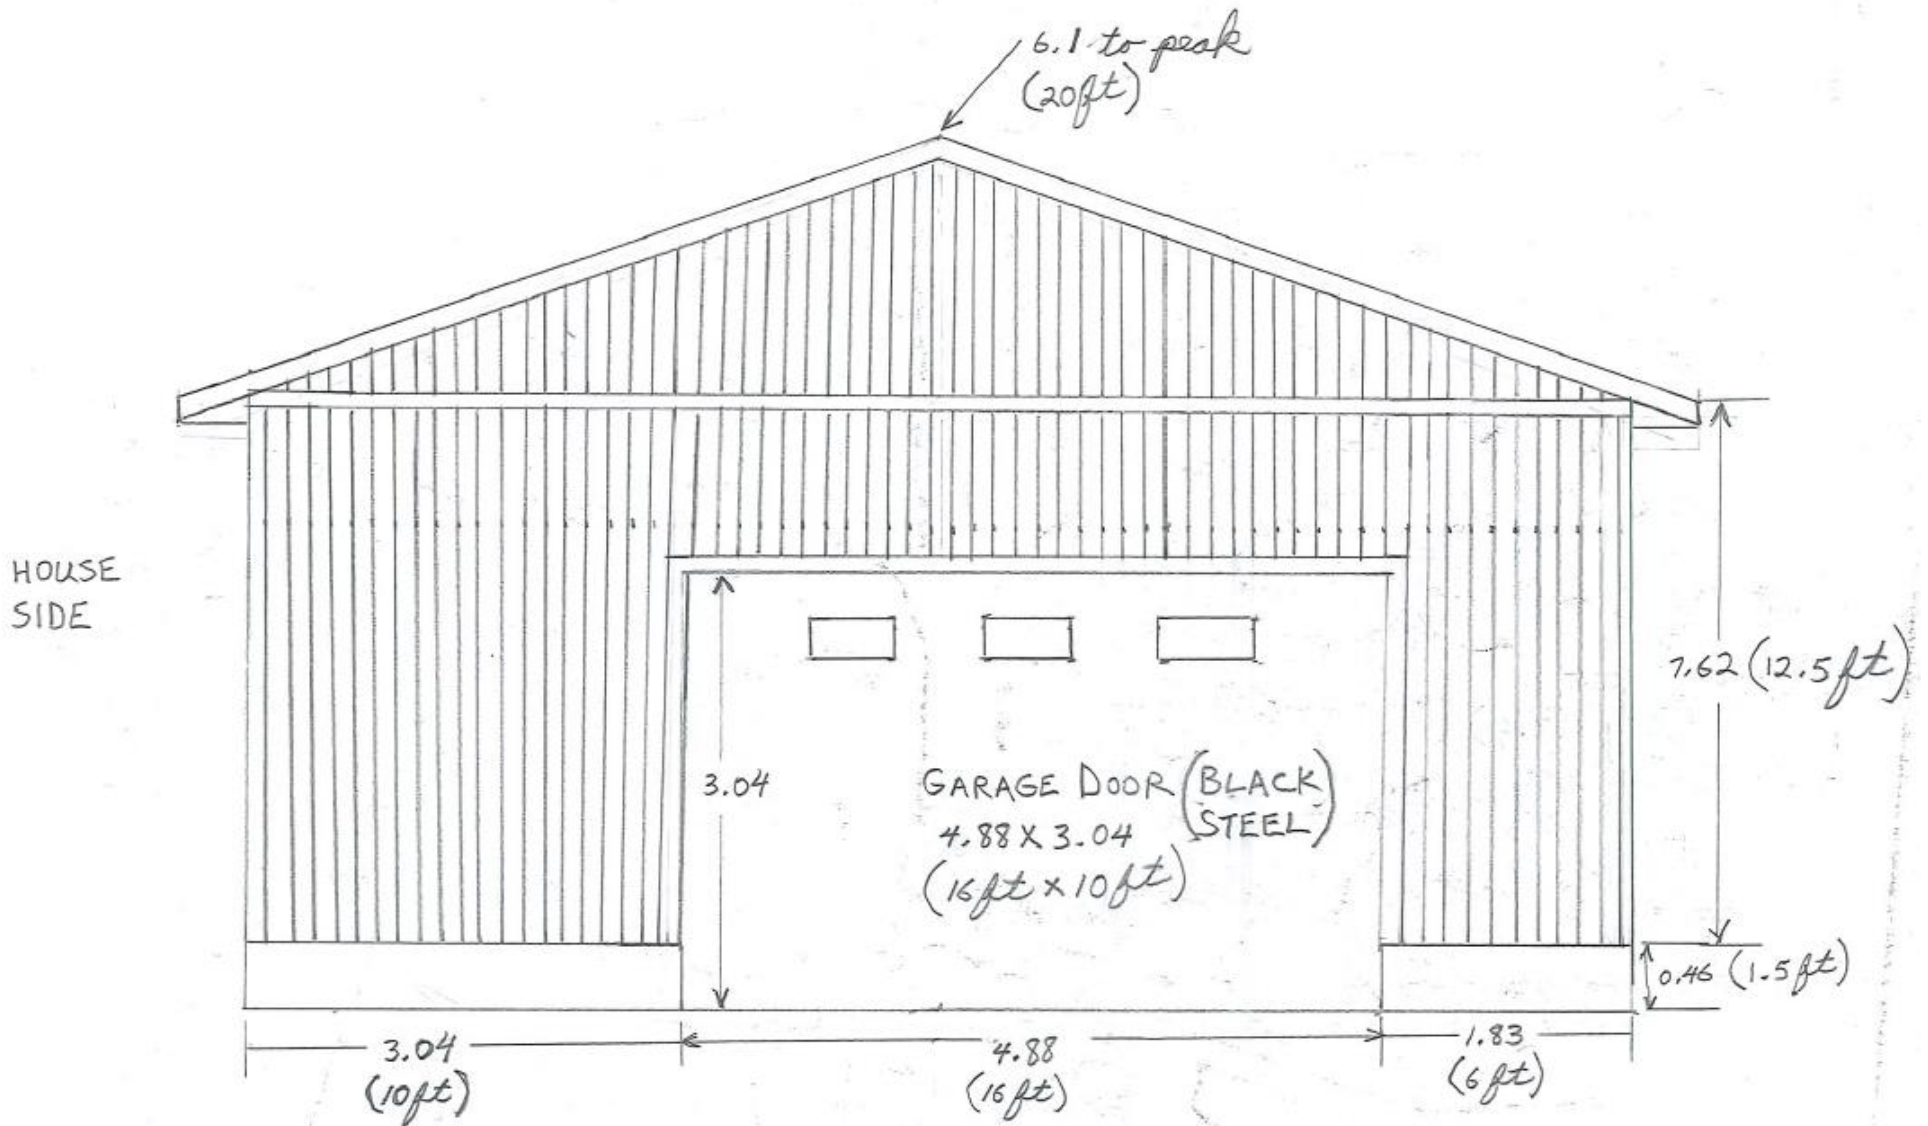 6.1 to peak
(20ft)
HOUSE
SIDE
7.62 (12.5ft)
3.04
GARAGE DOOR (BLACK
STEEL)
4.88 X 3.04
(16ft x 10ft)
0.46 (1.5ft)
3.04
(10ft)
4.88
(16ft)
1.83
(6ft)